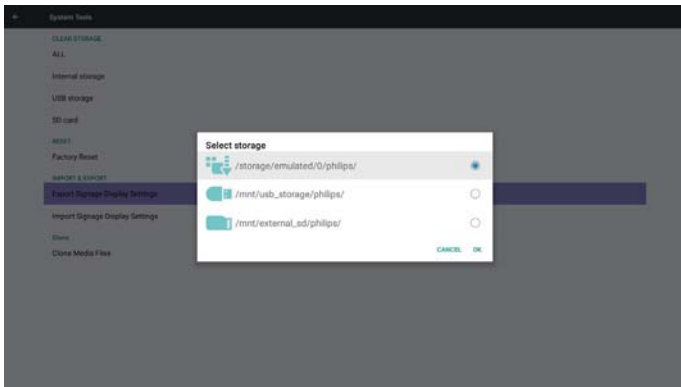 System Tools
CLEAR STORAGE
ALL
Internal storage
USB storage
SD card
RESET
Factory Reset
IMPORT & EXPORT
Export Signage Display Settings
Import Signage Display Settings
Clone
Clone Media Files
Select storage
/storage/emulated/0/philips/
/mnt/usb_storage/philips/
/mnt/external_sd/philips/
CANCEL OK